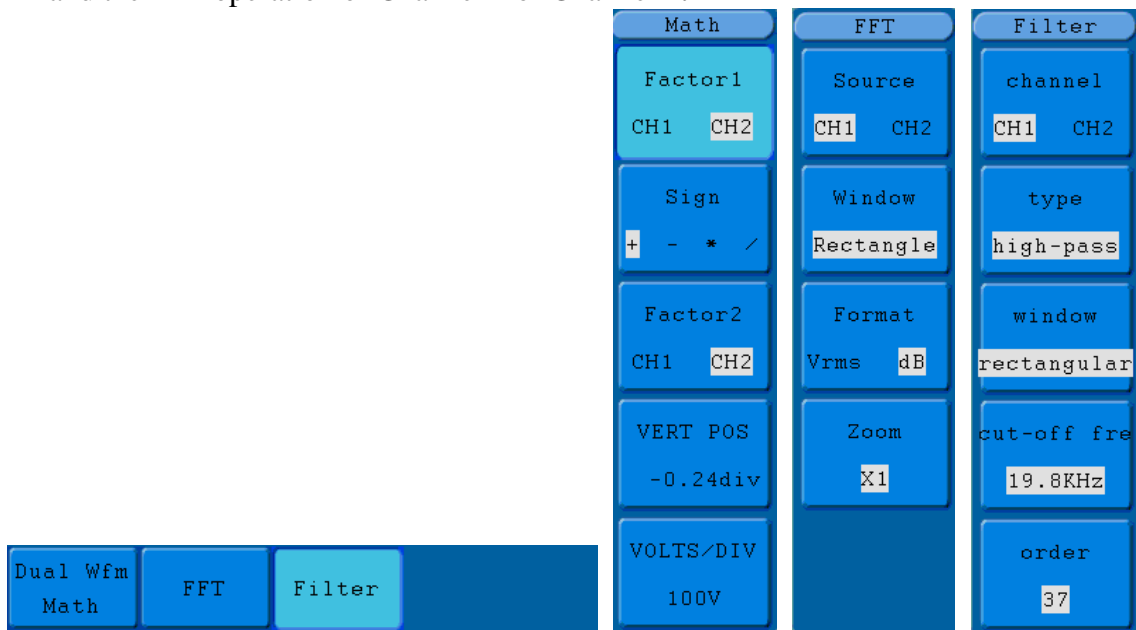 Math
Factor1
CH1 CH2
Sign
+ - * /
Factor2
CH1 CH2
VERT POS
-0.24div
VOLTS/DIV
100V
FFT
Source
CH1 CH2
Window
Rectangle
Format
Vrms dB
Zoom
X1
Filter
channel
CH1 CH2
type
high-pass
window
rectangular
cut-off fre
19.8KHz
order
37
Dual Wfm
Math
FFT
Filter